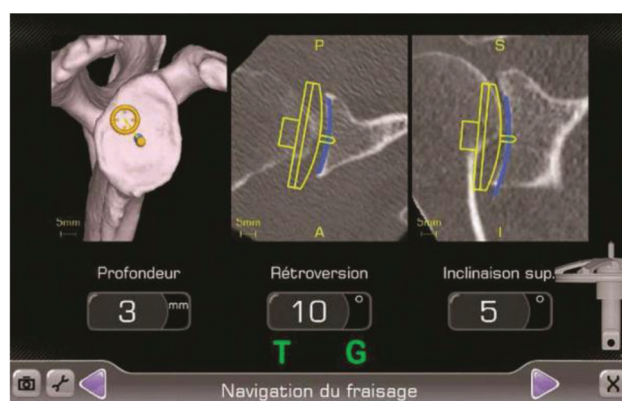 P
S
5mm
5mm
A
5mm
I
Profondeur
Rétroversion
Inclinaison sup.
3 mm
10 °
5 °
T G
Navigation du fraisage